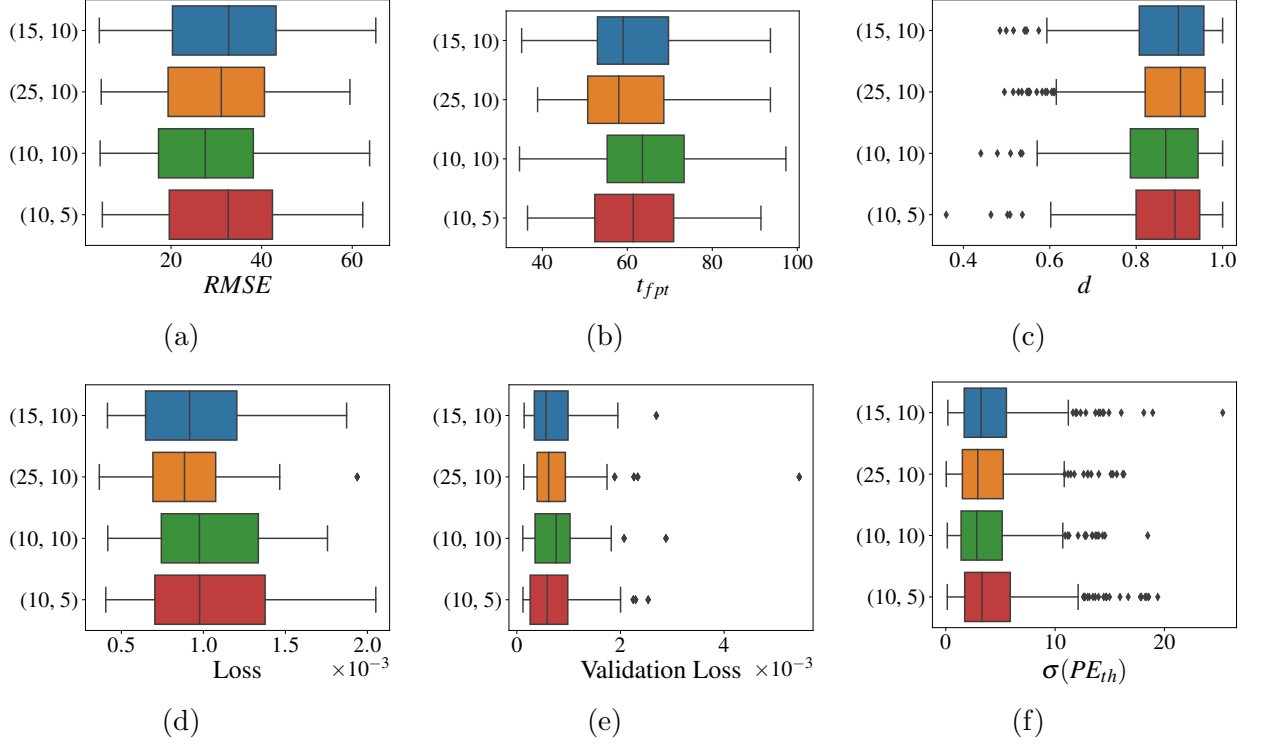 (15, 10)
(25, 10)
(10, 10)
(10, 5)
20 40 60
RMSE
(a)
(15, 10)
(25, 10)
(10, 10)
(10, 5)
40 60 80 100
t_{fpt}
(b)
(15, 10)
(25, 10)
(10, 10)
(10, 5)
0.4 0.6 0.8 1.0
d
(c)
(15, 10)
(25, 10)
(10, 10)
(10, 5)
0.5 1.0 1.5 2.0
Loss ×10⁻³
(d)
(15, 10)
(25, 10)
(10, 10)
(10, 5)
0 2 4
Validation Loss ×10⁻³
(e)
(15, 10)
(25, 10)
(10, 10)
(10, 5)
0 10 20
σ(PE_{th})
(f)